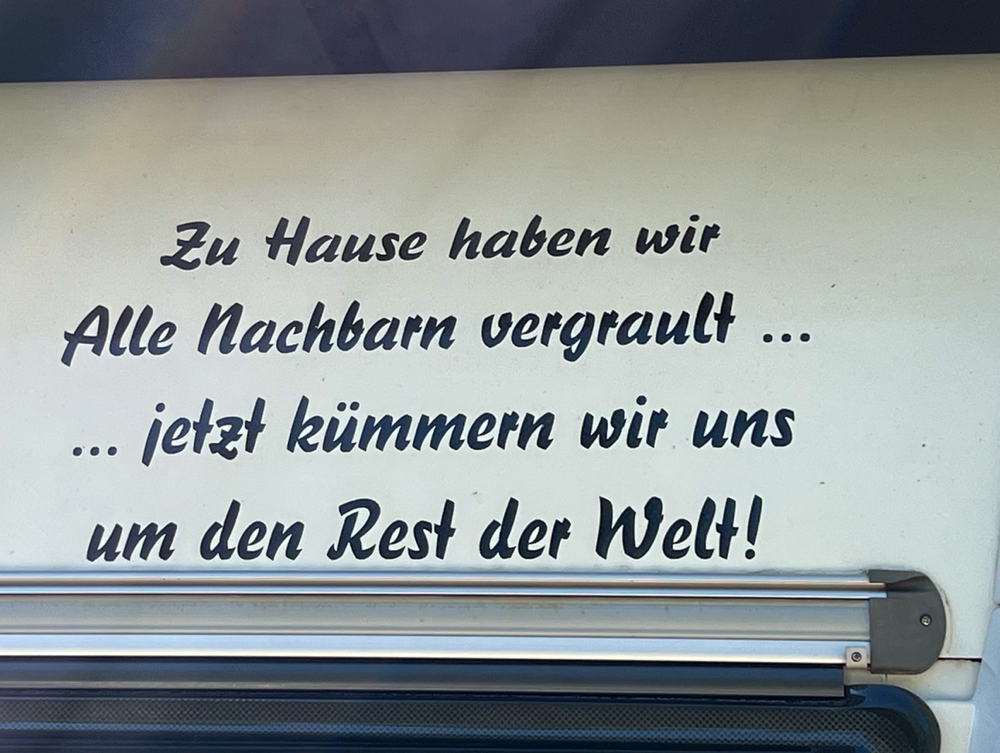 Zu Hause haben wir
Alle Nachbarn vergrault ...
... jetzt kümmern wir uns
um den Rest der Welt!